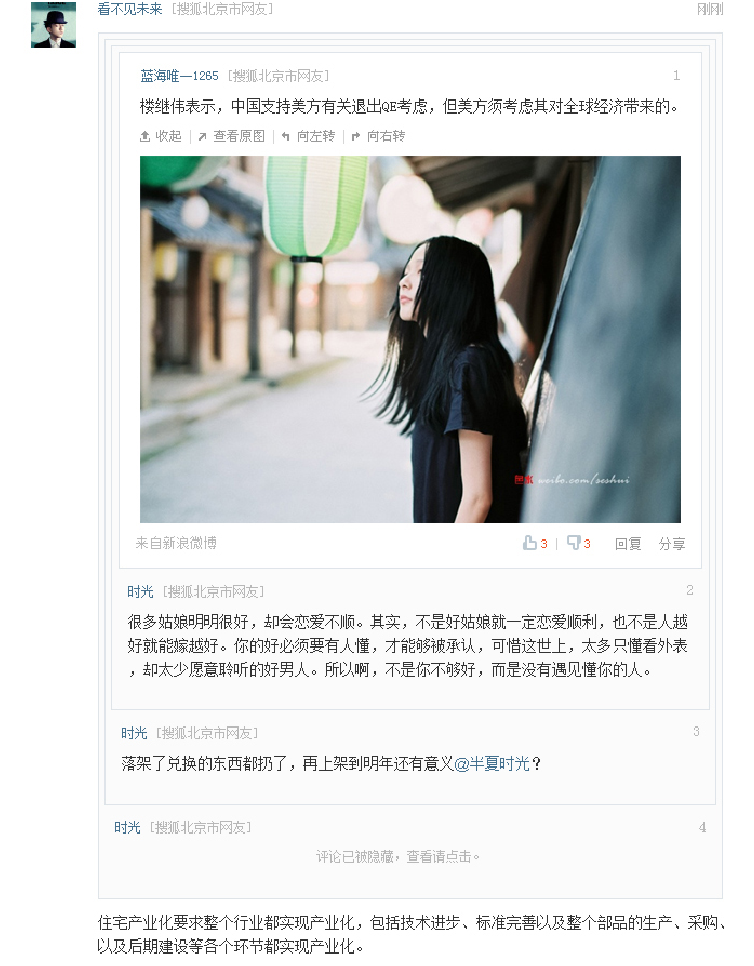 看不见未来 [搜狐北京市网友] 刚刚
蓝海唯一1265 [搜狐北京市网友] 1
楼继伟表示，中国支持美方有关退出QE考虑，但美方须考虑其对全球经济带来的。
收起 | 查看原图 | 向左转 | 向右转
weibo.com/seshui
来自新浪微博 3 | 3 回复 分享
时光 [搜狐北京市网友] 2
很多姑娘明明很好，却会恋爱不顺。其实，不是好姑娘就一定恋爱顺利，也不是人越
好就能嫁越好。你的好必须要有人懂，才能够被承认，可惜这世上，太多只懂看外表
，却太少愿意聆听的好男人。所以啊，不是你不够好，而是没有遇见懂你的人。
时光 [搜狐北京市网友] 3
落架了兑换的东西都扔了，再上架到明年还有意义@半夏时光？
时光 [搜狐北京市网友] 4
评论已被隐藏，查看请点击。
住宅产业化要求整个行业都实现产业化，包括技术进步、标准完善以及整个部品的生产、采购、
以及后期建设等各个环节都实现产业化。